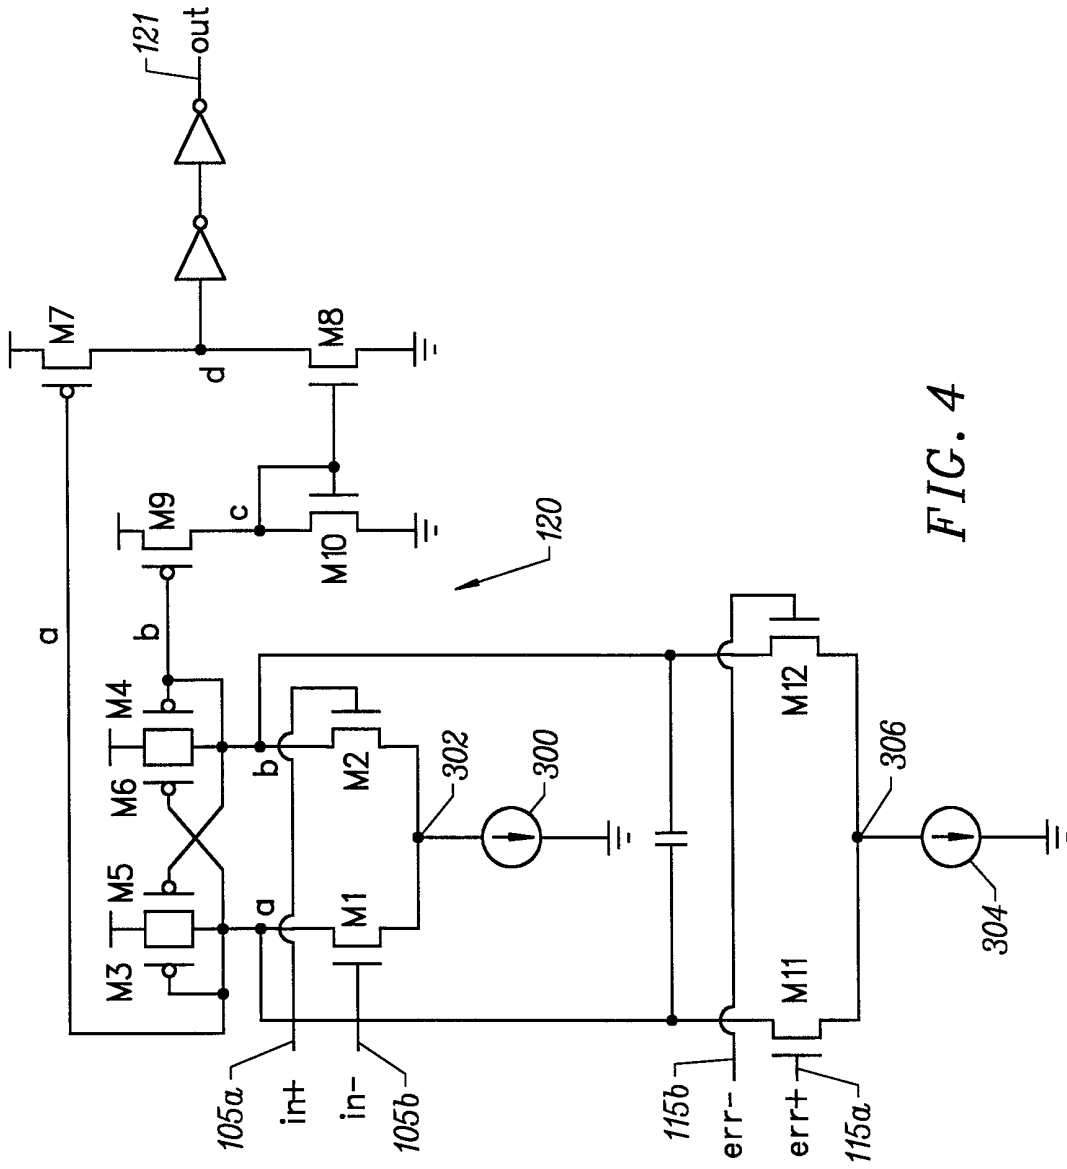 121
out
M7
d
M8
a
M9
c
M10
b
120
M4
M6
M5
M3
b
a
M2
M1
302
300
105a
in+
in-
105b
M12
M11
306
304
115b
err-
err+
115a
FIG. 4